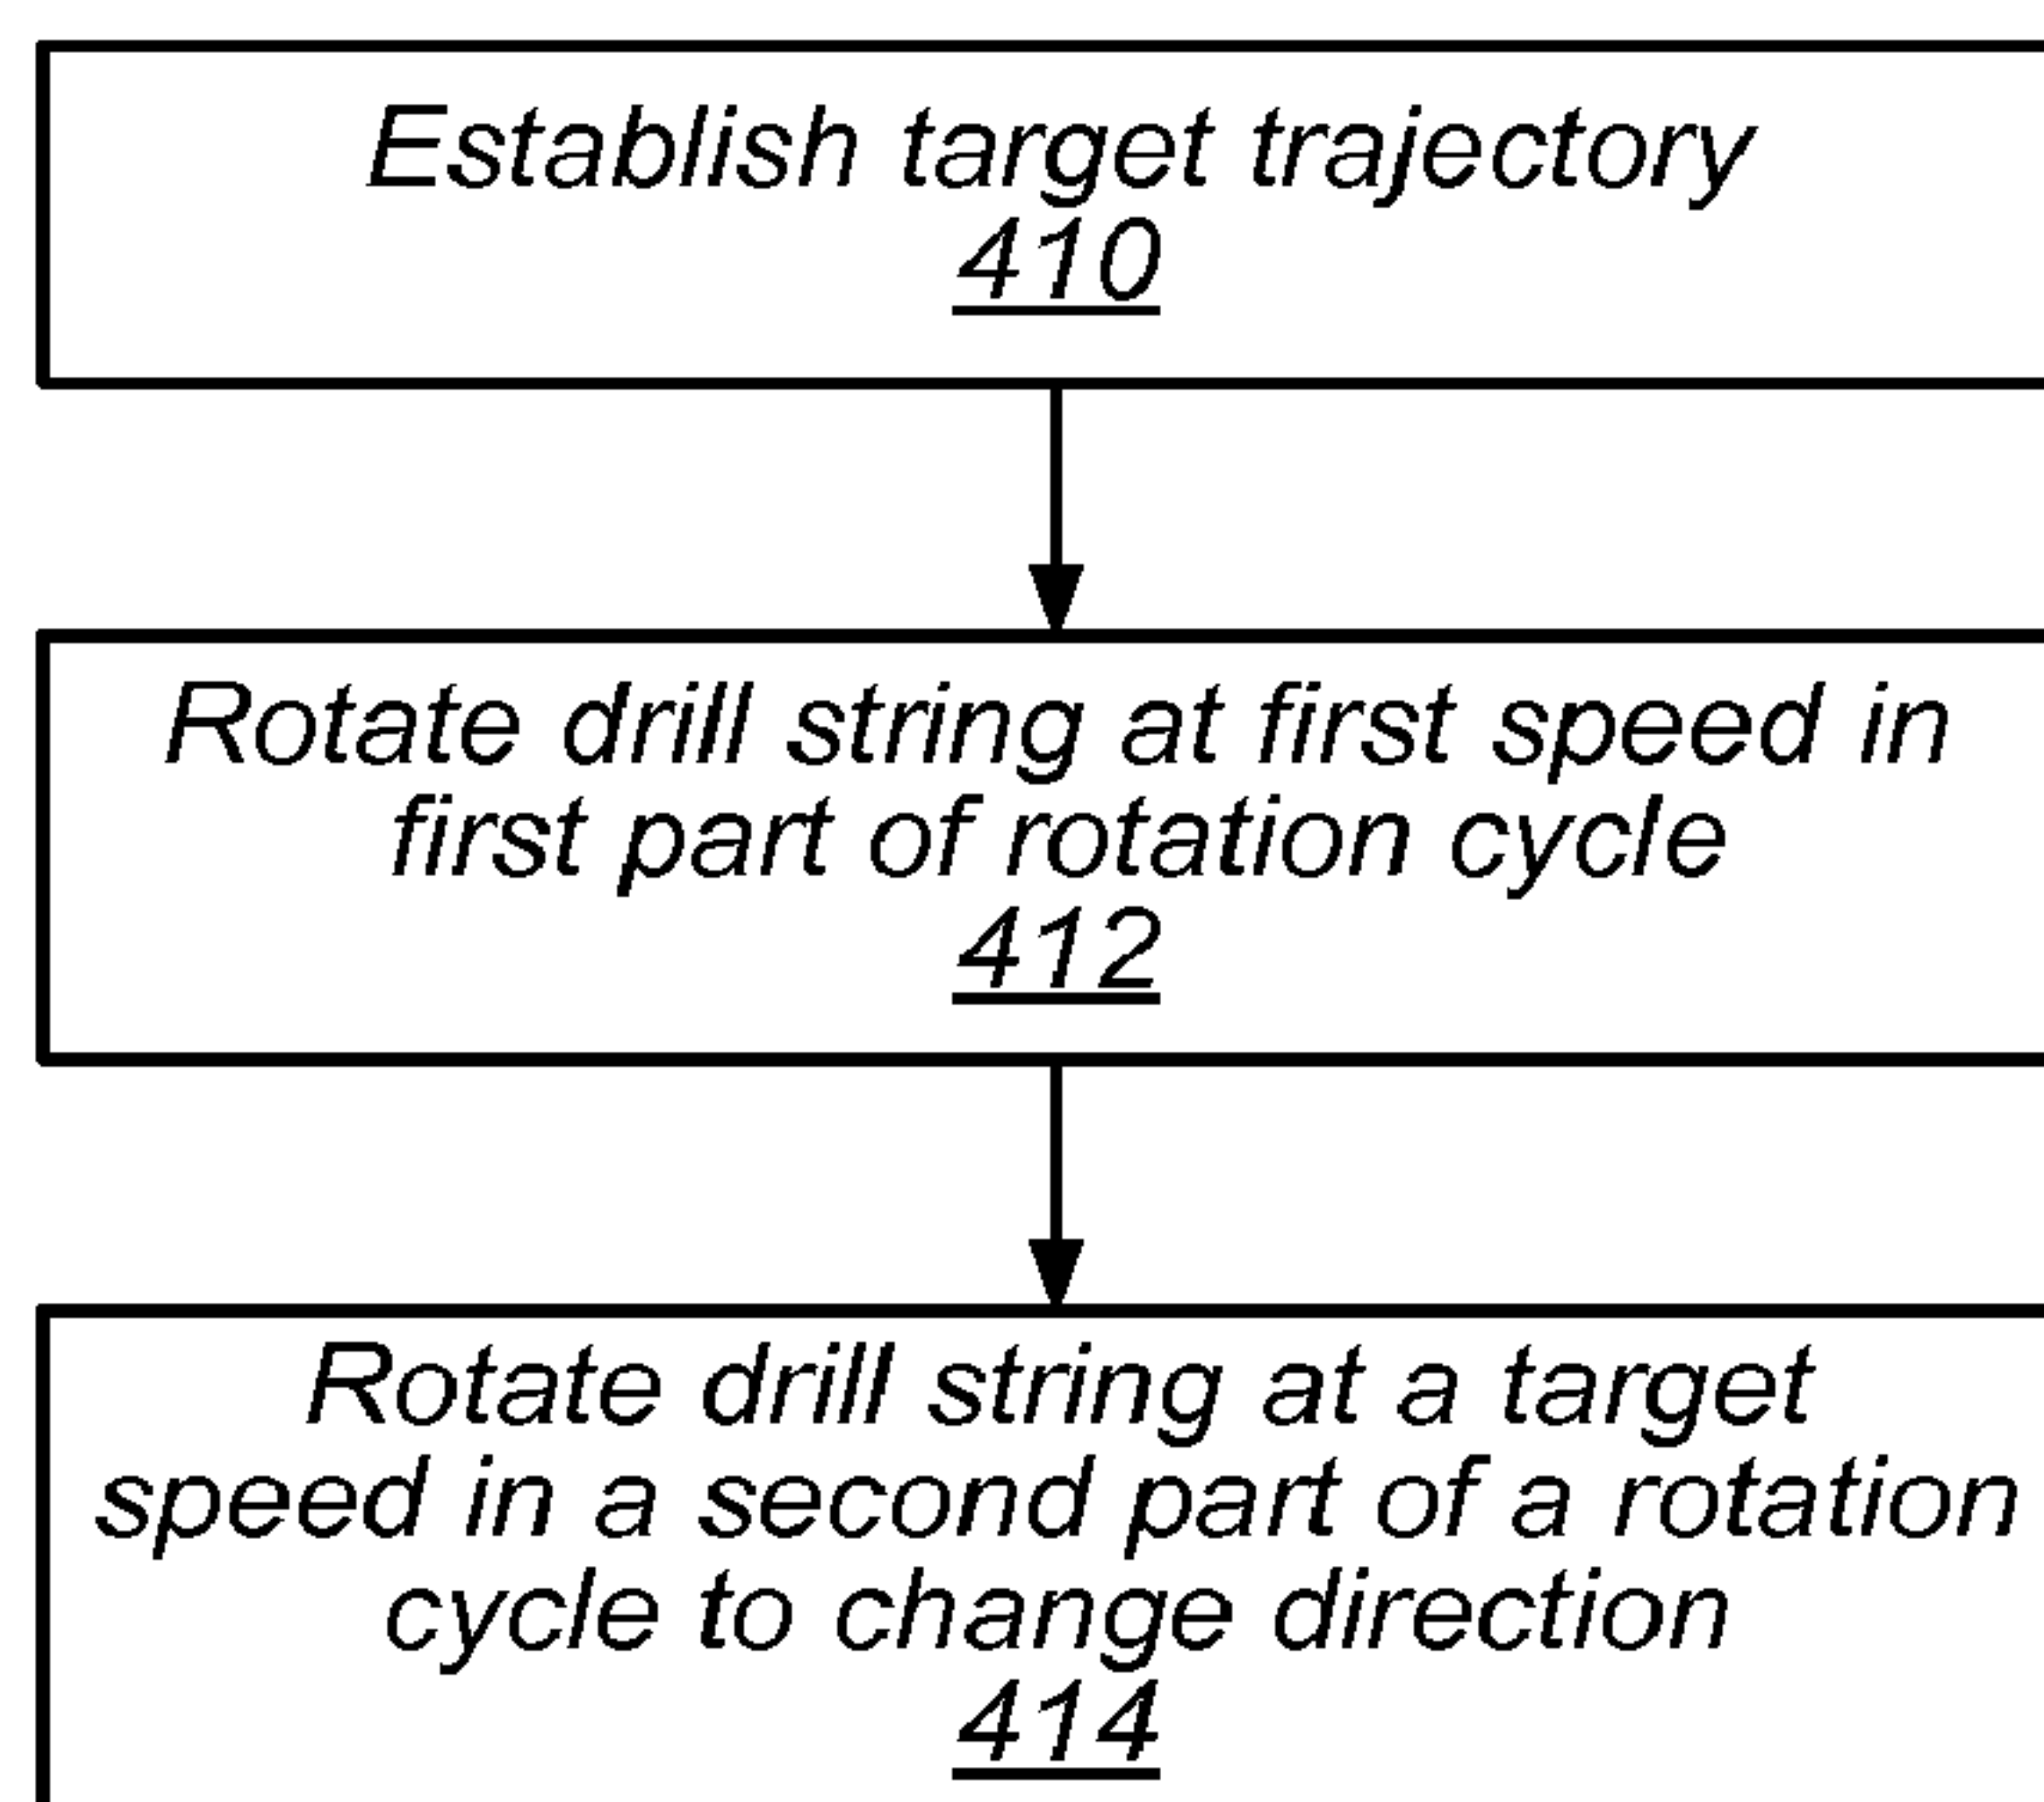 Establish target trajectory
410
Rotate drill string at first speed in
first part of rotation cycle
412
Rotate drill string at a target
speed in a second part of a rotation
cycle to change direction
414